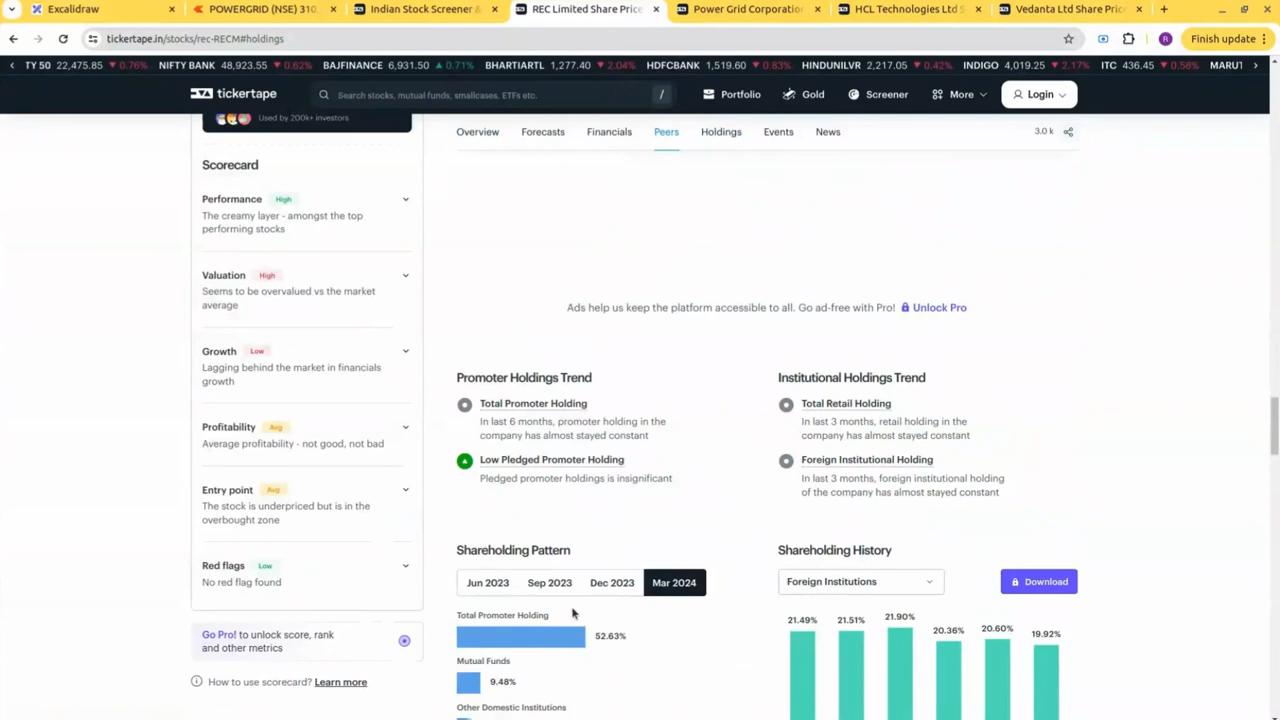 Excalidraw
POWERGRID (NSE) 310.
Indian Stock Screener &
REC Limited Share Price
Power Grid Corporation
HCL Technologies Ltd S
Vedanta Ltd Share Price
tickertape.in/stocks/rec-RECM#holdings
R
Finish update
TY 50 22,475.85 ▼ 0.76% NIFTY BANK 48,923.55 ▼ 0.62% BAJFINANCE 6,931.50 ▲ 0.71% BHARTIARTL 1,277.40 ▼ 2.04% HDFCBANK 1,519.60 ▼ 0.83% HINDUNILVR 2,217.05 ▼ 0.42% INDIGO 4,019.25 ▼ 2.17% ITC 436.45 ▼ 0.58% MARUT
tickertape
Search stocks, mutual funds, smallcases, ETFs etc.
/
Portfolio
Gold
Screener
More
Login
Used by 200k+ investors
Overview
Forecasts
Financials
Peers
Holdings
Events
News
3.0 k
Scorecard
Performance High
The creamy layer - amongst the top
performing stocks
Valuation High
Seems to be overvalued vs the market
average
Growth Low
Lagging behind the market in financials
growth
Profitability Avg
Average profitability - not good, not bad
Entry point Avg
The stock is underpriced but is in the
overbought zone
Red flags Low
No red flag found
Go Pro! to unlock score, rank
and other metrics
How to use scorecard? Learn more
Ads help us keep the platform accessible to all. Go ad-free with Pro! Unlock Pro
Promoter Holdings Trend
Total Promoter Holding
In last 6 months, promoter holding in the
company has almost stayed constant
Low Pledged Promoter Holding
Pledged promoter holdings is insignificant
Institutional Holdings Trend
Total Retail Holding
In last 3 months, retail holding in the
company has almost stayed constant
Foreign Institutional Holding
In last 3 months, foreign institutional holding
of the company has almost stayed constant
Shareholding Pattern
Jun 2023
Sep 2023
Dec 2023
Mar 2024
Total Promoter Holding
52.63%
Mutual Funds
9.48%
Other Domestic Institutions
Shareholding History
Foreign Institutions
Download
21.49%
21.51%
21.90%
20.36%
20.60%
19.92%